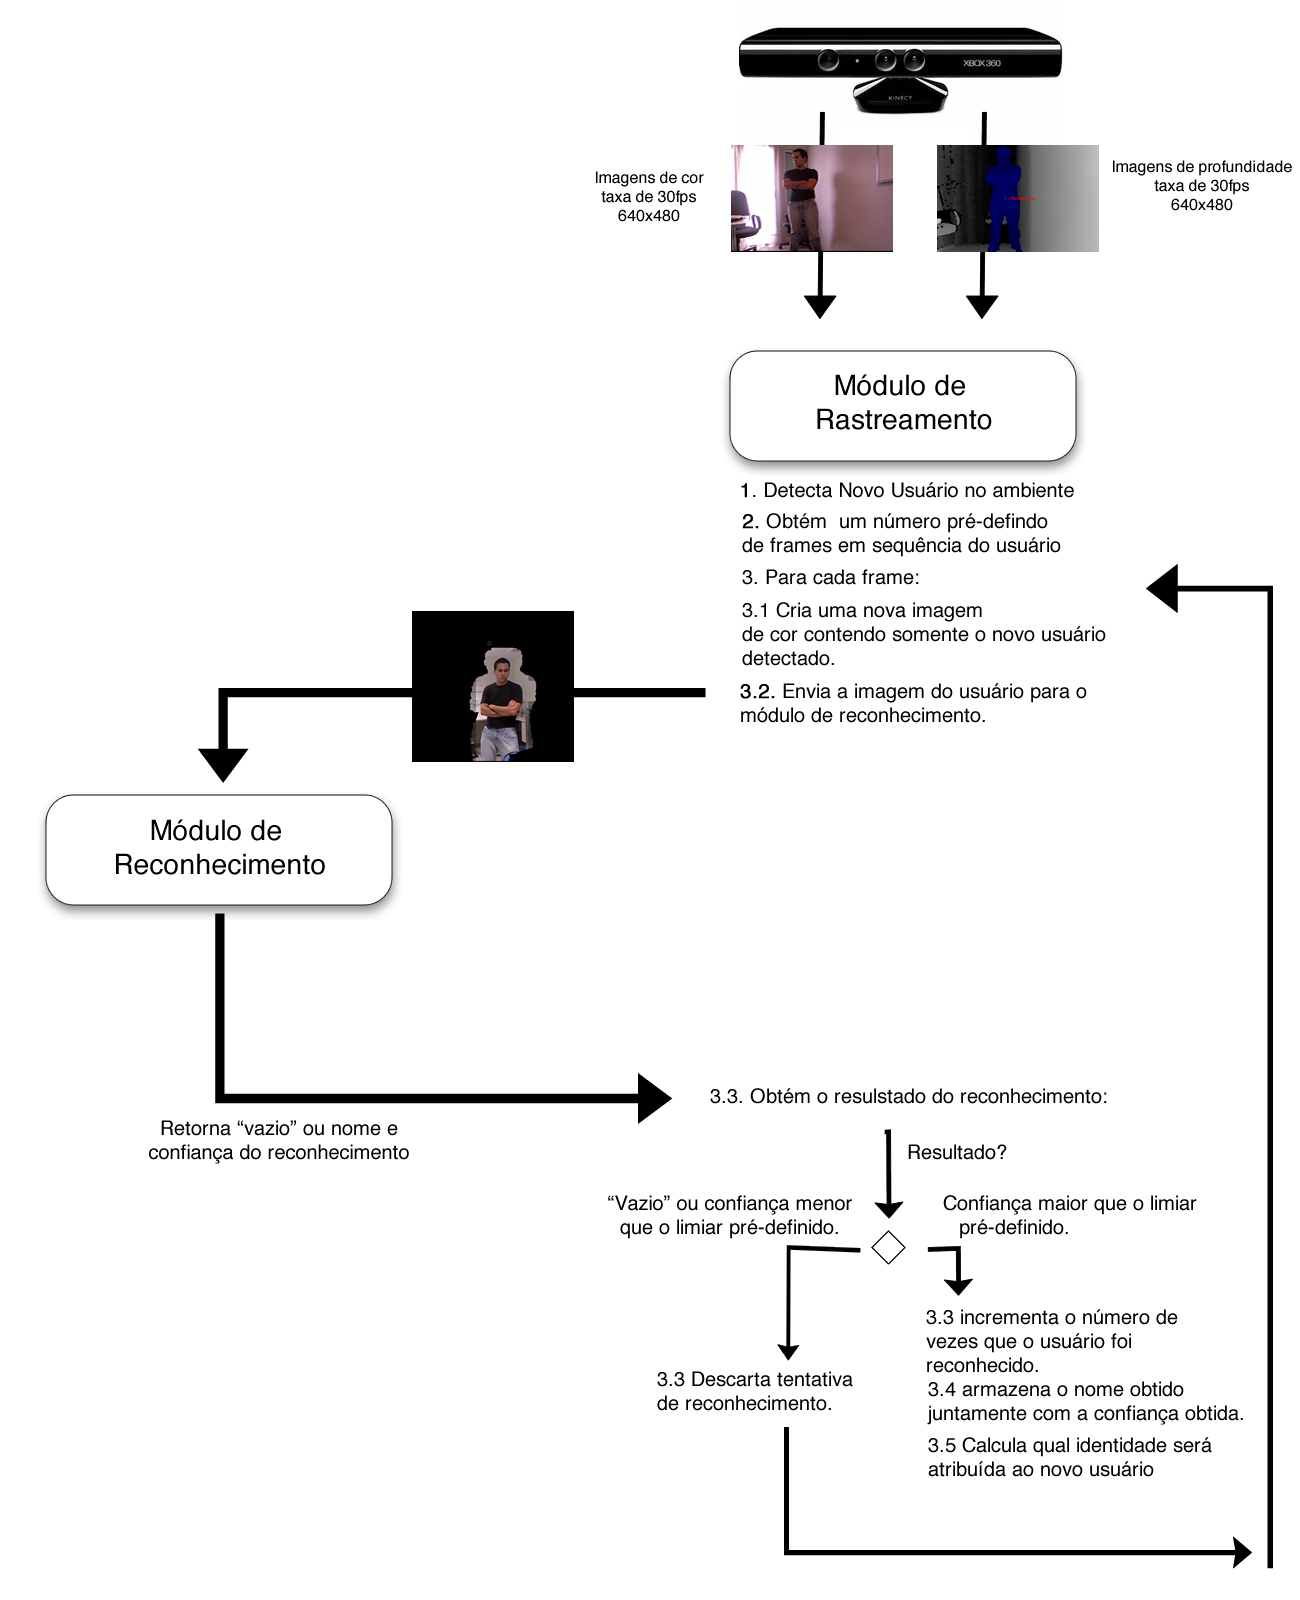 XBOX 360
KINECT
Imagens de cor
taxa de 30fps
640x480
Imagens de profundidade
taxa de 30fps
640x480
Módulo de
Rastreamento
1. Detecta Novo Usuário no ambiente
2. Obtém um número pré-defindo
de frames em sequência do usuário
3. Para cada frame:
3.1 Cria uma nova imagem
de cor contendo somente o novo usuário
detectado.
3.2. Envia a imagem do usuário para o
módulo de reconhecimento.
Módulo de
Reconhecimento
Retorna “vazio” ou nome e
confiança do reconhecimento
3.3. Obtém o resulstado do reconhecimento:
Resultado?
“Vazio” ou confiança menor
que o limiar pré-definido.
Confiança maior que o limiar
pré-definido.
3.3 Descarta tentativa
de reconhecimento.
3.3 incrementa o número de
vezes que o usuário foi
reconhecido.
3.4 armazena o nome obtido
juntamente com a confiança obtida.
3.5 Calcula qual identidade será
atribuída ao novo usuário